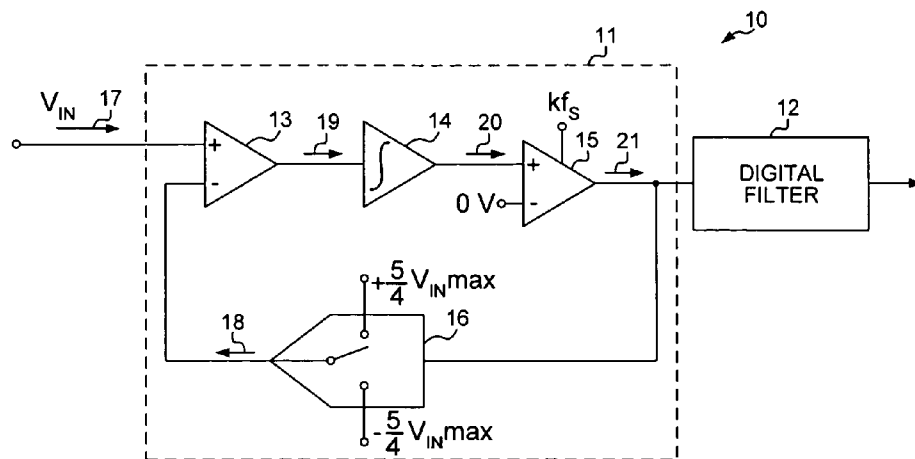 10
11
V_IN 17
13
19
14
20
kf_S
15
21
12
DIGITAL
FILTER
+
-
∫
+
-
0 V
+5/4 V_IN max
18
16
-5/4 V_IN max